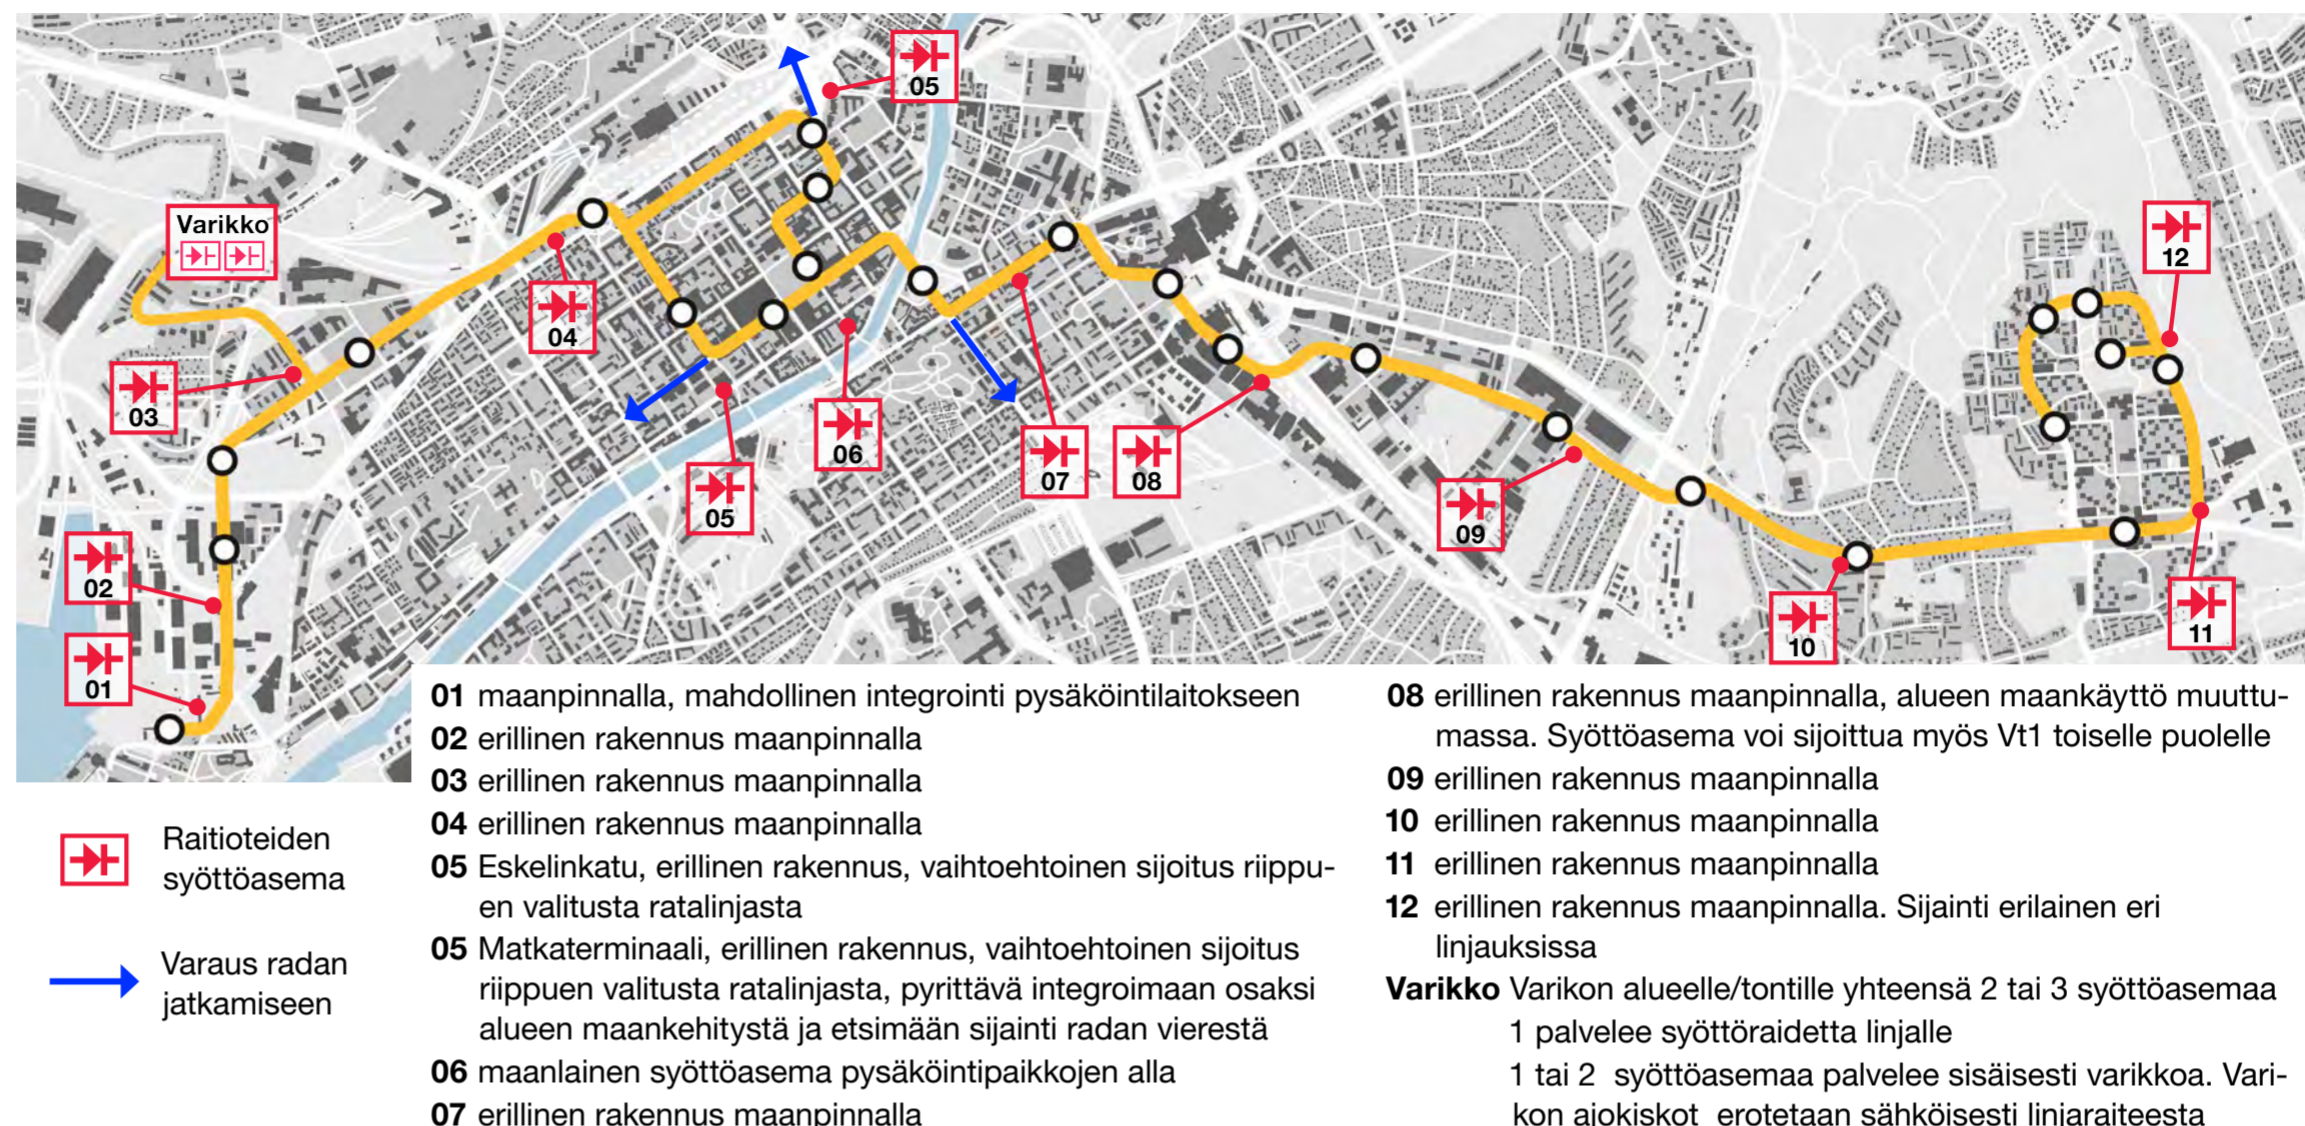 05
Varikko
12
04
03
06
07
08
05
09
02
11
10
01
01 maanpinnalla, mahdollinen integrointi pysäköintilaitokseen
02 erillinen rakennus maanpinnalla
03 erillinen rakennus maanpinnalla
04 erillinen rakennus maanpinnalla
05 Eskelinkatu, erillinen rakennus, vaihtoehtoinen sijoitus riippu-
en valitusta ratalinjasta
05 Matkaterminaali, erillinen rakennus, vaihtoehtoinen sijoitus
riippuen valitusta ratalinjasta, pyrittävä integroimaan osaksi
alueen maankehitystä ja etsimään sijainti radan vierestä
06 maanlainen syöttöasema pysäköintipaikkojen alla
07 erillinen rakennus maanpinnalla
08 erillinen rakennus maanpinnalla, alueen maankäyttö muuttu-
massa. Syöttöasema voi sijoittua myös Vt1 toiselle puolelle
09 erillinen rakennus maanpinnalla
10 erillinen rakennus maanpinnalla
11 erillinen rakennus maanpinnalla
12 erillinen rakennus maanpinnalla. Sijainti erilainen eri
linjauksissa
Varikko Varikon alueelle/tontille yhteensä 2 tai 3 syöttöasemaa
1 palvelee syöttöraidetta linjalle
1 tai 2 syöttöasemaa palvelee sisäisesti varikkoa. Vari-
kon ajokiskot erotetaan sähköisesti linjaraiteesta
Raitioteiden
syöttöasema
Varaus radan
jatkamiseen